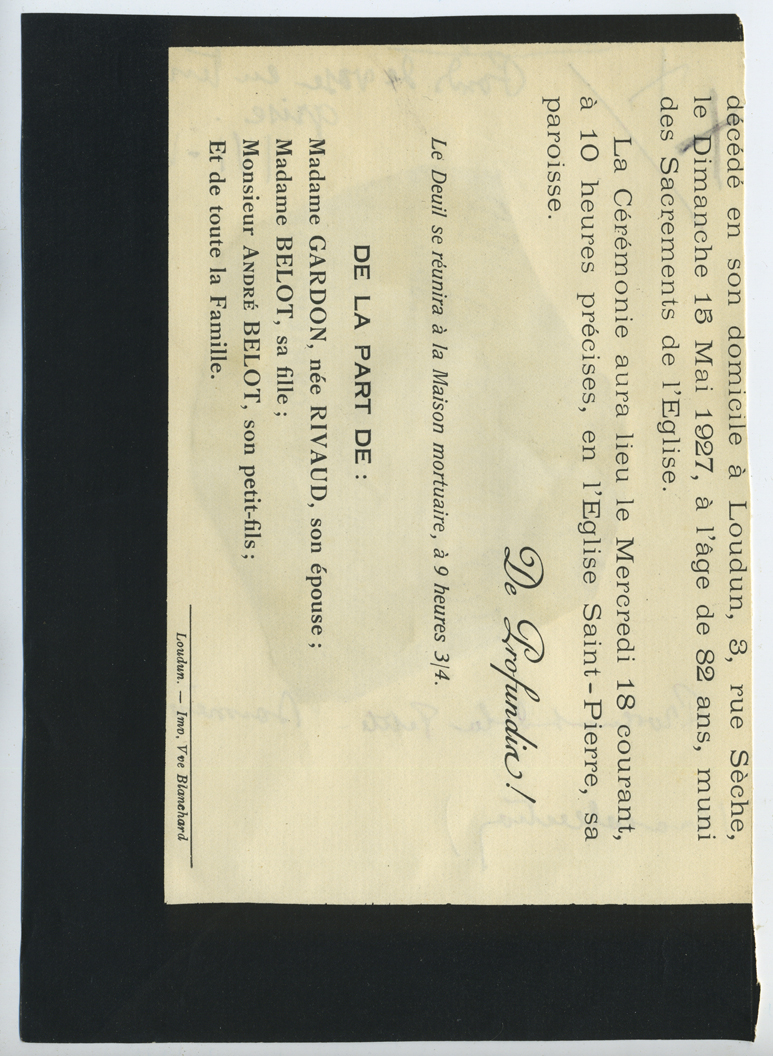 décédé en son domicile à Loudun, 3, rue Sèche,
le Dimanche 15 Mai 1927, à l'âge de 82 ans, muni
des Sacrements de l'Eglise.
La Cérémonie aura lieu le Mercredi 18 courant,
à 10 heures précises, en l'Eglise Saint-Pierre, sa
paroisse.
De Profundis!
Le Deuil se réunira à la Maison mortuaire, à 9 heures 3/4.
DE LA PART DE :
Madame GARDON, née RIVAUD, son épouse ;
Madame BELOT, sa fille ;
Monsieur ANDRÉ BELOT, son petit-fils ;
Et de toute la Famille.
Loudun. — Imp. Vve Blanchard